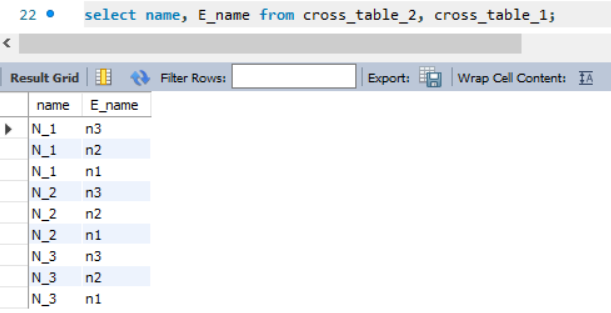 22 select name, E_name from cross_table_2, cross_table_1;
Result Grid Filter Rows: Export: Wrap Cell Content: IA
name E_name
N_1 n3
N_1 n2
N_1 n1
N_2 n3
N_2 n2
N_2 n1
N_3 n3
N_3 n2
N_3 n1